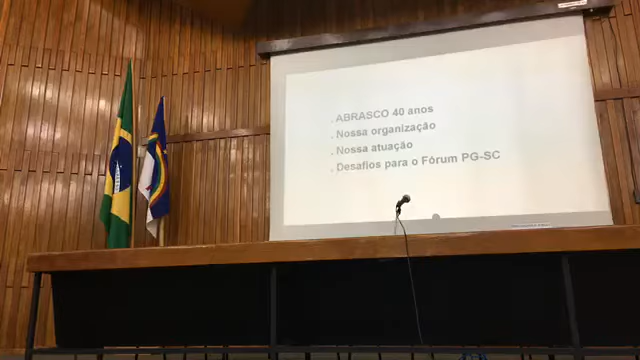 . ABRASCO 40 anos
. Nossa organização
. Nossa atuação
. Desafios para o Fórum PG-SC